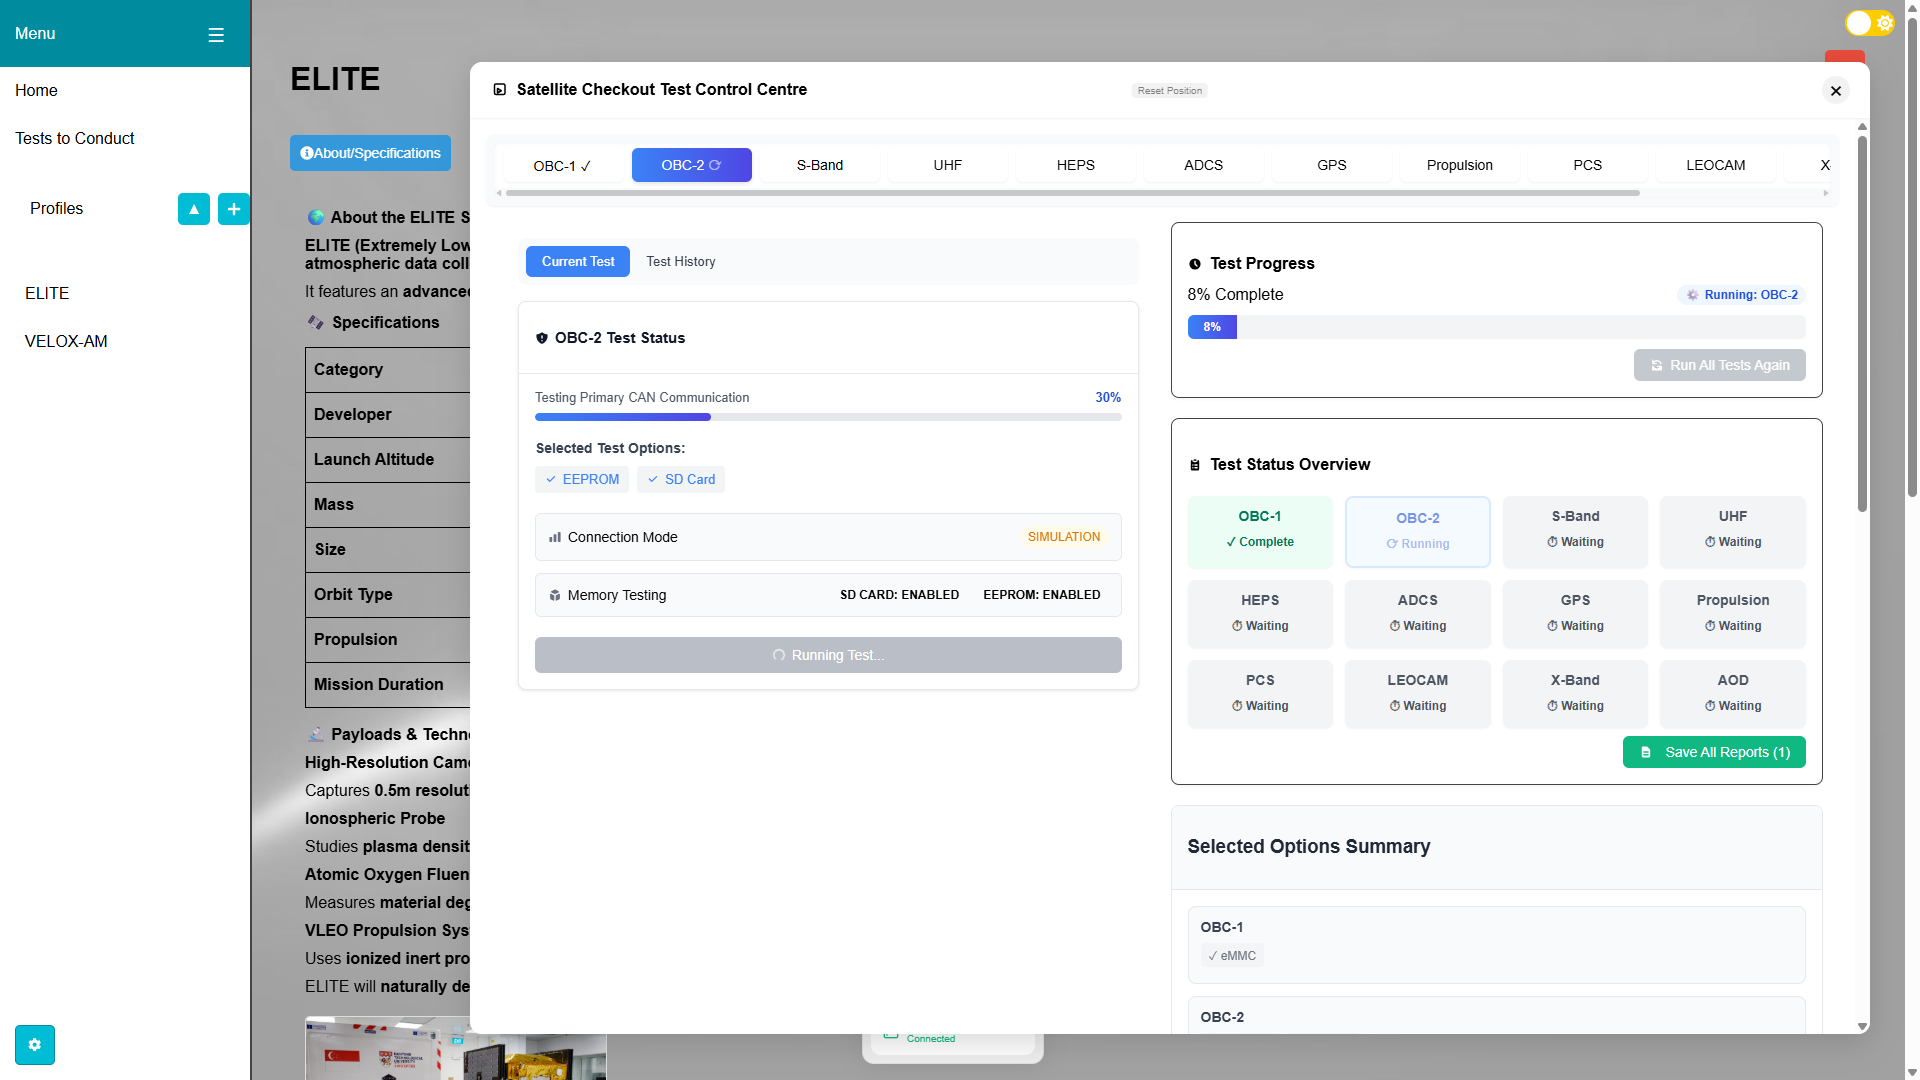 Menu
Home
Tests to Conduct
Profiles
ELITE
VELOX-AM
ELITE
About/Specifications
About the ELITE S
ELITE (Extremely Low
atmospheric data coll
It features an advanced
Specifications
Category
Developer
Launch Altitude
Mass
Size
Orbit Type
Propulsion
Mission Duration
Payloads & Techno
High-Resolution Came
Captures 0.5m resoluti
Ionospheric Probe
Studies plasma densit
Atomic Oxygen Fluen
Measures material deg
VLEO Propulsion Sys
Uses ionized inert pro
ELITE will naturally de
Satellite Checkout Test Control Centre
Reset Position
OBC-1 ✓
OBC-2
S-Band
UHF
HEPS
ADCS
GPS
Propulsion
PCS
LEOCAM
X
Current Test
Test History
OBC-2 Test Status
Testing Primary CAN Communication
30%
Selected Test Options:
✓ EEPROM
✓ SD Card
Connection Mode
SIMULATION
Memory Testing
SD CARD: ENABLED
EEPROM: ENABLED
Running Test...
Test Progress
8% Complete
Running: OBC-2
8%
Run All Tests Again
Test Status Overview
OBC-1
✓ Complete
OBC-2
Running
S-Band
Waiting
UHF
Waiting
HEPS
Waiting
ADCS
Waiting
GPS
Waiting
Propulsion
Waiting
PCS
Waiting
LEOCAM
Waiting
X-Band
Waiting
AOD
Waiting
Save All Reports (1)
Selected Options Summary
OBC-1
✓ eMMC
OBC-2
Connected